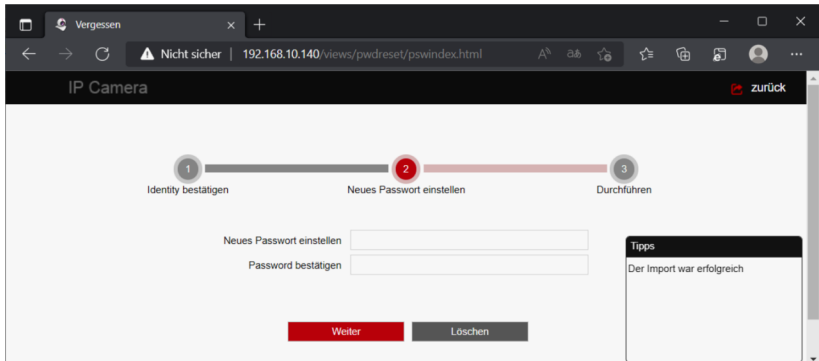 Vergessen
Nicht sicher | 192.168.10.140/views/pwdreset/pswindex.html
IP Camera
zurück
1
2
3
Identity bestätigen
Neues Passwort einstellen
Durchführen
Neues Passwort einstellen
Password bestätigen
Tipps
Der Import war erfolgreich
Weiter
Löschen